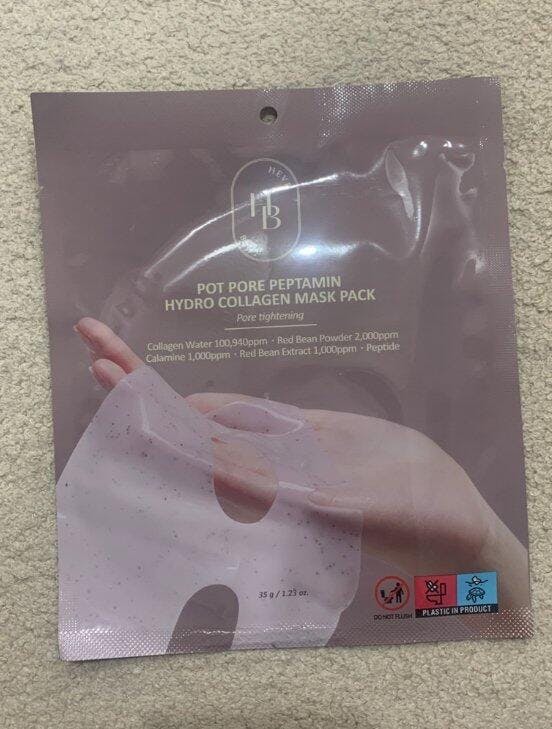 HB
POT PORE PEPTAMIN
HYDRO COLLAGEN MASK PACK
Pore tightening
Collagen Water 100,940ppm · Red Bean Powder 2,000ppm
Calamine 1,000ppm · Red Bean Extract 1,000ppm · Peptide
35 g / 1.23 oz.
DO NOT FLUSH
PLASTIC IN PRODUCT